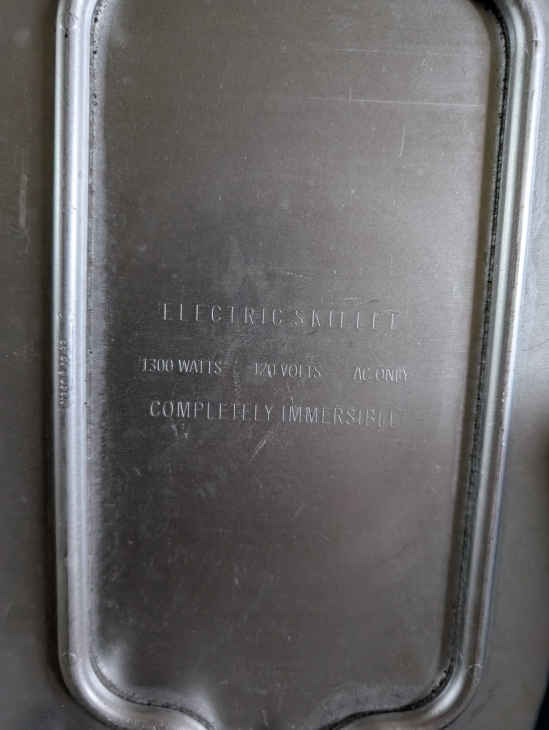 ELECTRIC SKILLET
1300 WATTS 120 VOLTS AC ONLY
COMPLETELY IMMERSIBLE